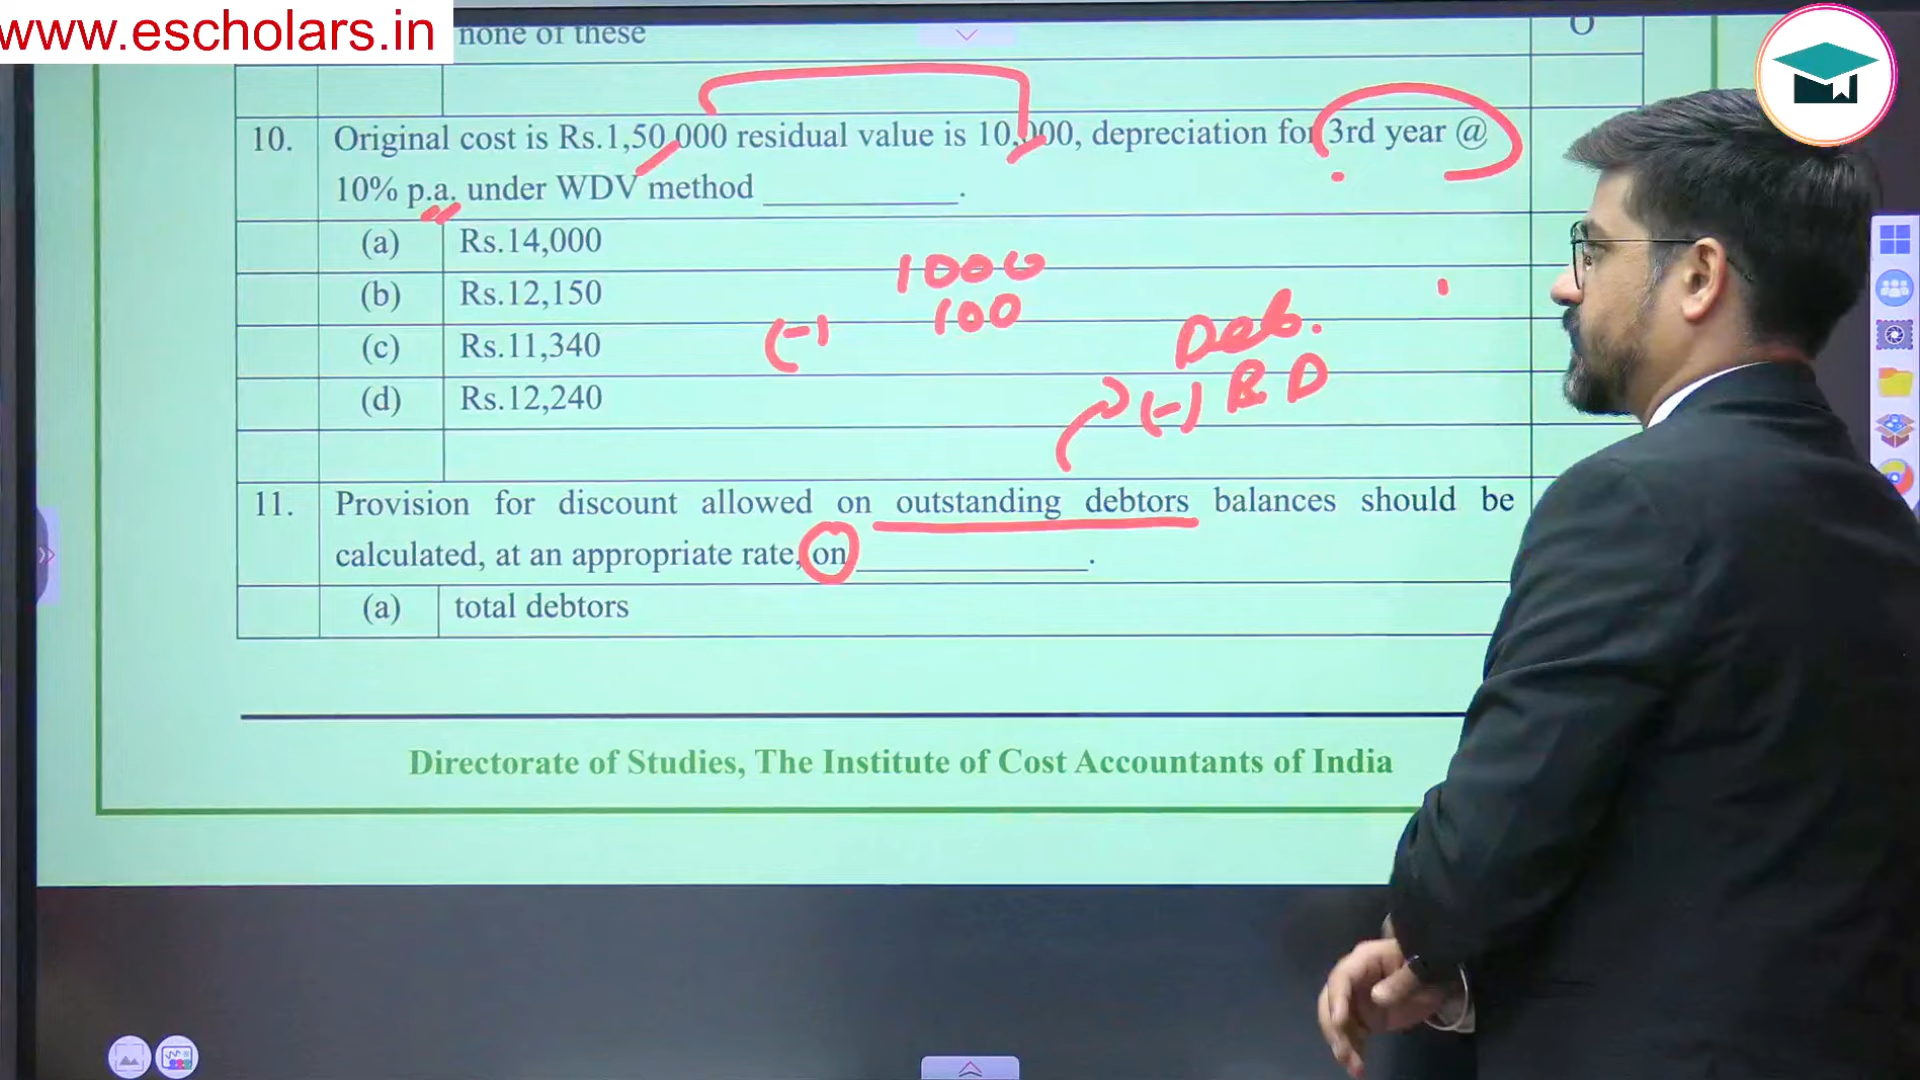 www.escholars.in
none of these
10. Original cost is Rs.1,50,000 residual value is 10,000, depreciation for 3rd year @
10% p.a. under WDV method ____________.
(a) Rs.14,000
(b) Rs.12,150
(c) Rs.11,340
(d) Rs.12,240
1000
(-) 100
Deb.
(-) B.D
11. Provision for discount allowed on outstanding debtors balances should be
calculated, at an appropriate rate, on ______________.
(a) total debtors
Directorate of Studies, The Institute of Cost Accountants of India